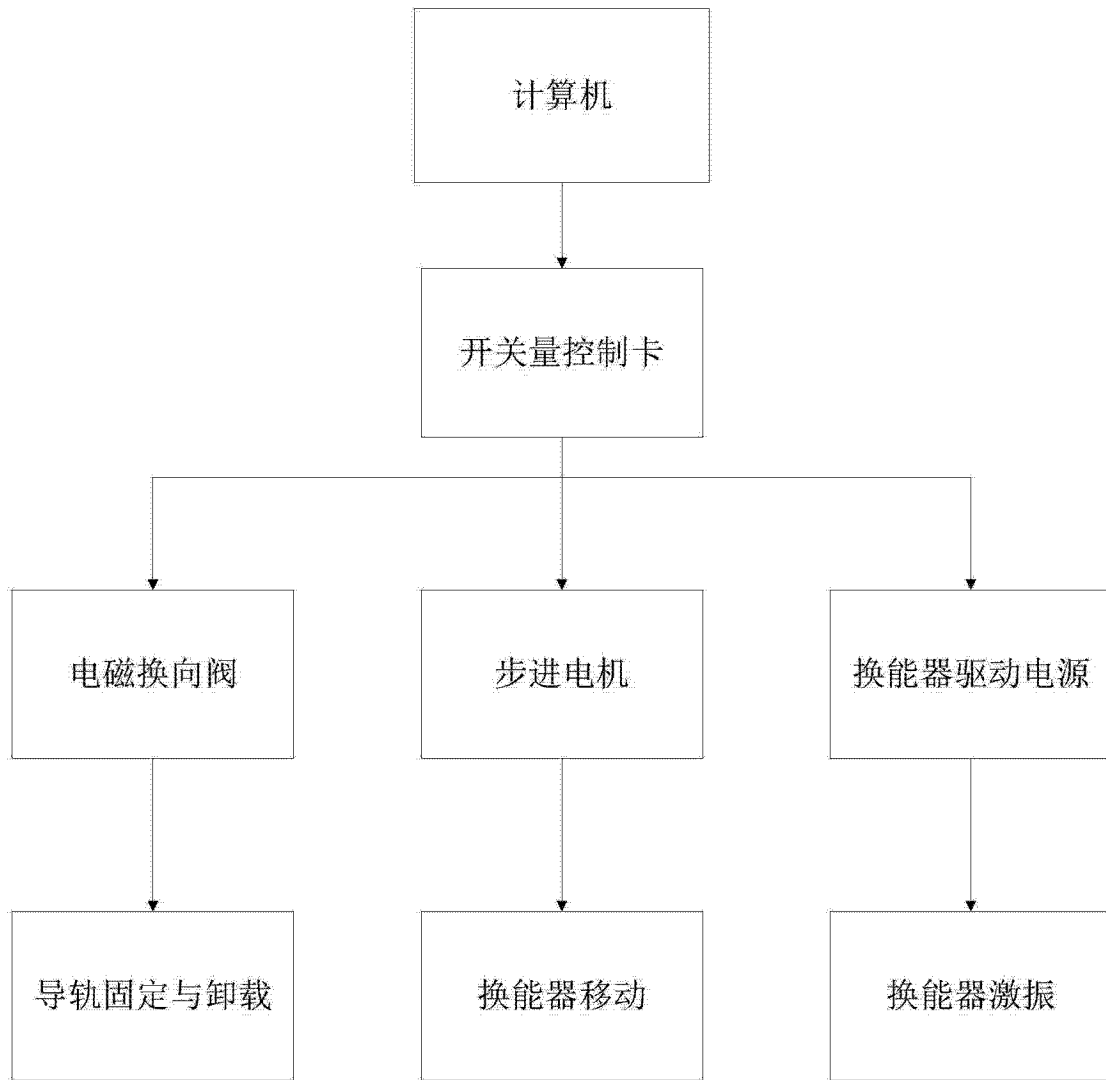 计算机
开关量控制卡
电磁换向阀
步进电机
换能器驱动电源
导轨固定与卸载
换能器移动
换能器激振